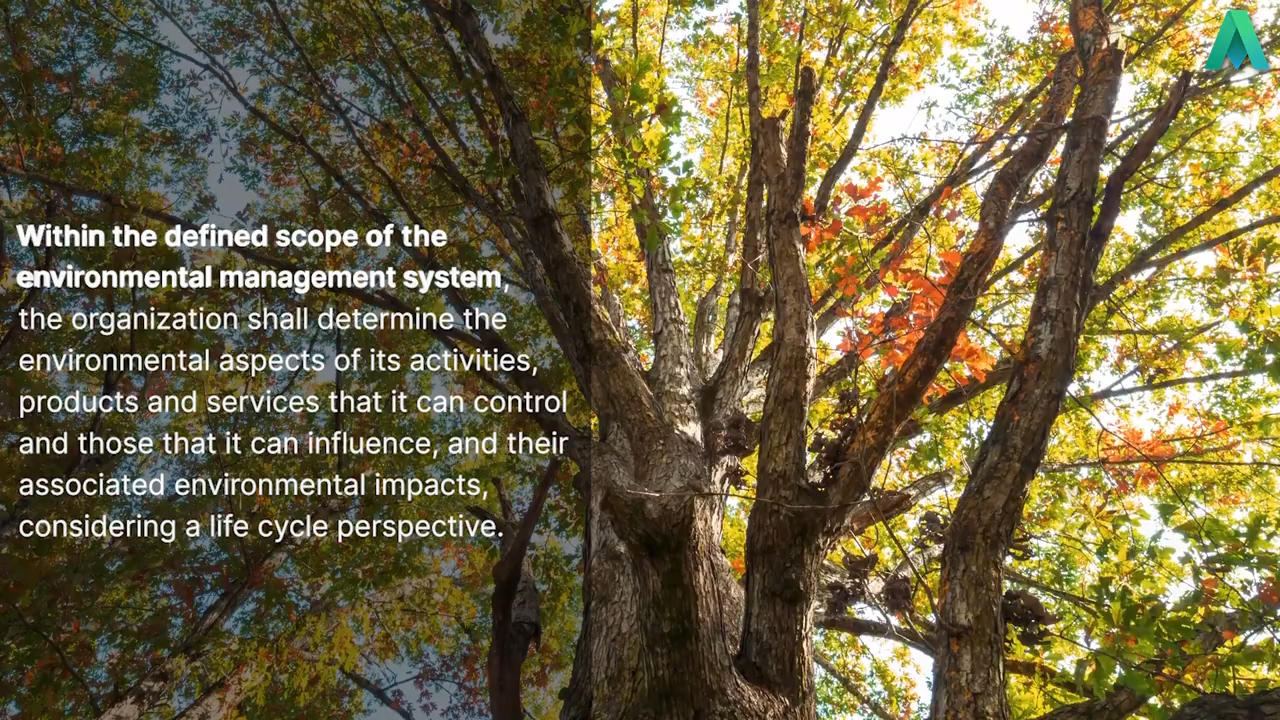 Within the defined scope of the
environmental management system,
the organization shall determine the
environmental aspects of its activities,
products and services that it can control
and those that it can influence, and their
associated environmental impacts,
considering a life cycle perspective.